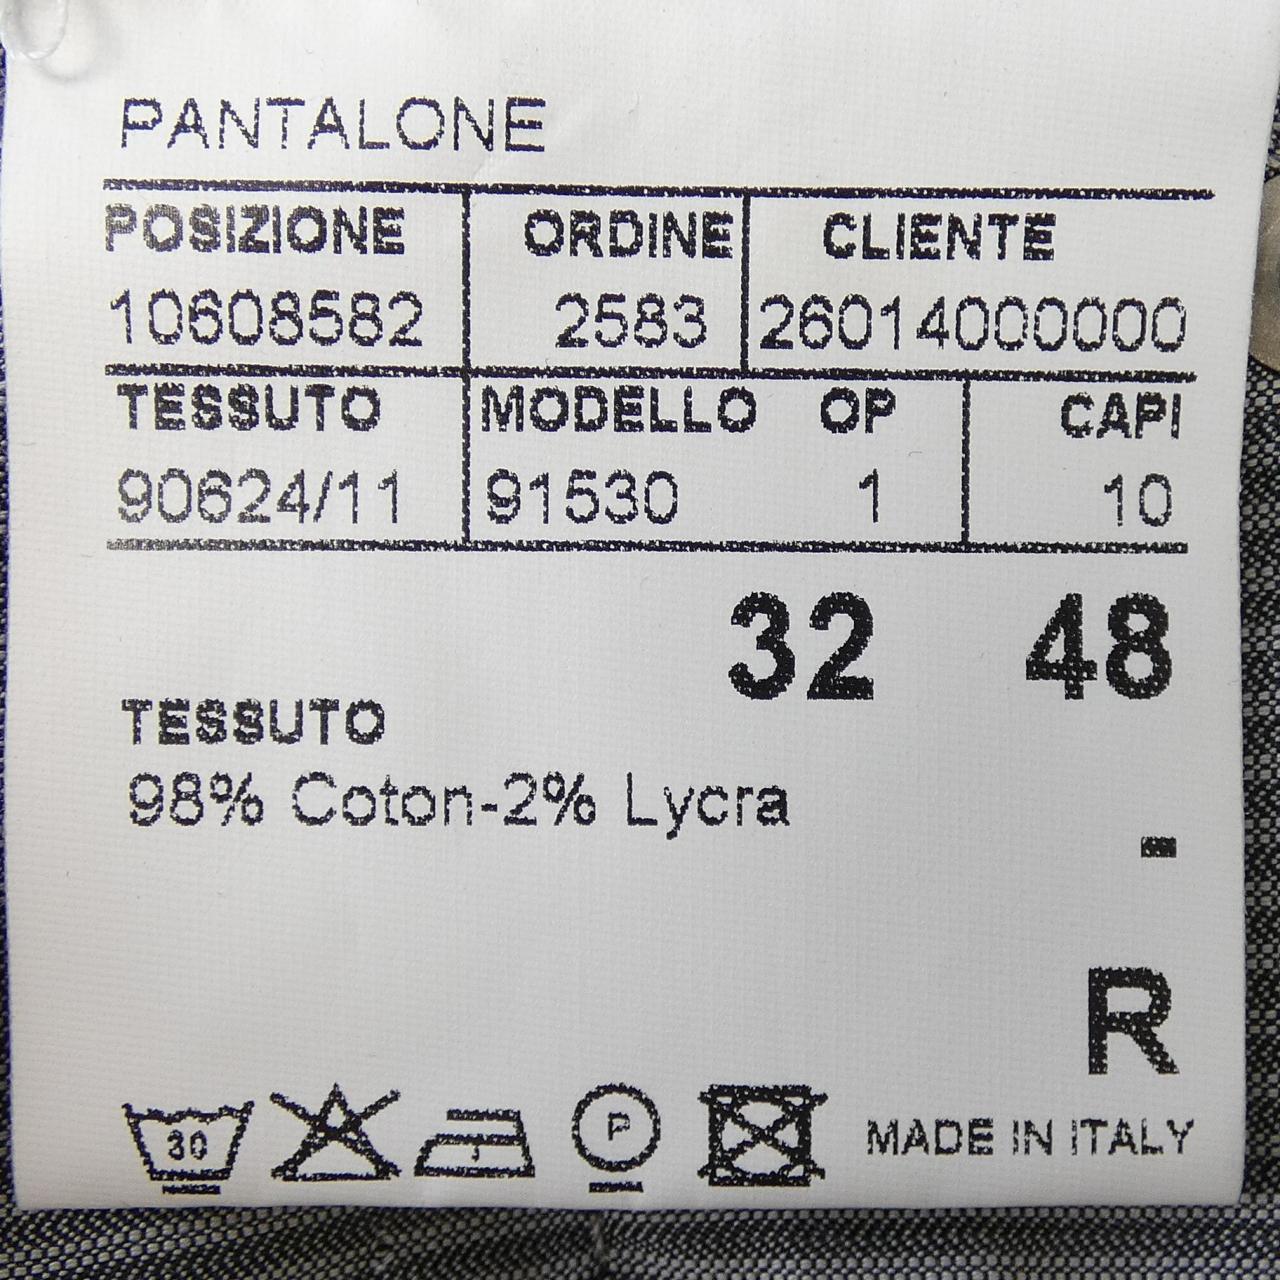 PANTALONE
POSIZIONE ORDINE CLIENTE
10608582 2583 26014000000
TESSUTO MODELLO OP CAPI
90624/11 91530 1 10
32 48
TESSUTO
98% Coton-2% Lycra
-
R
30 P MADE IN ITALY